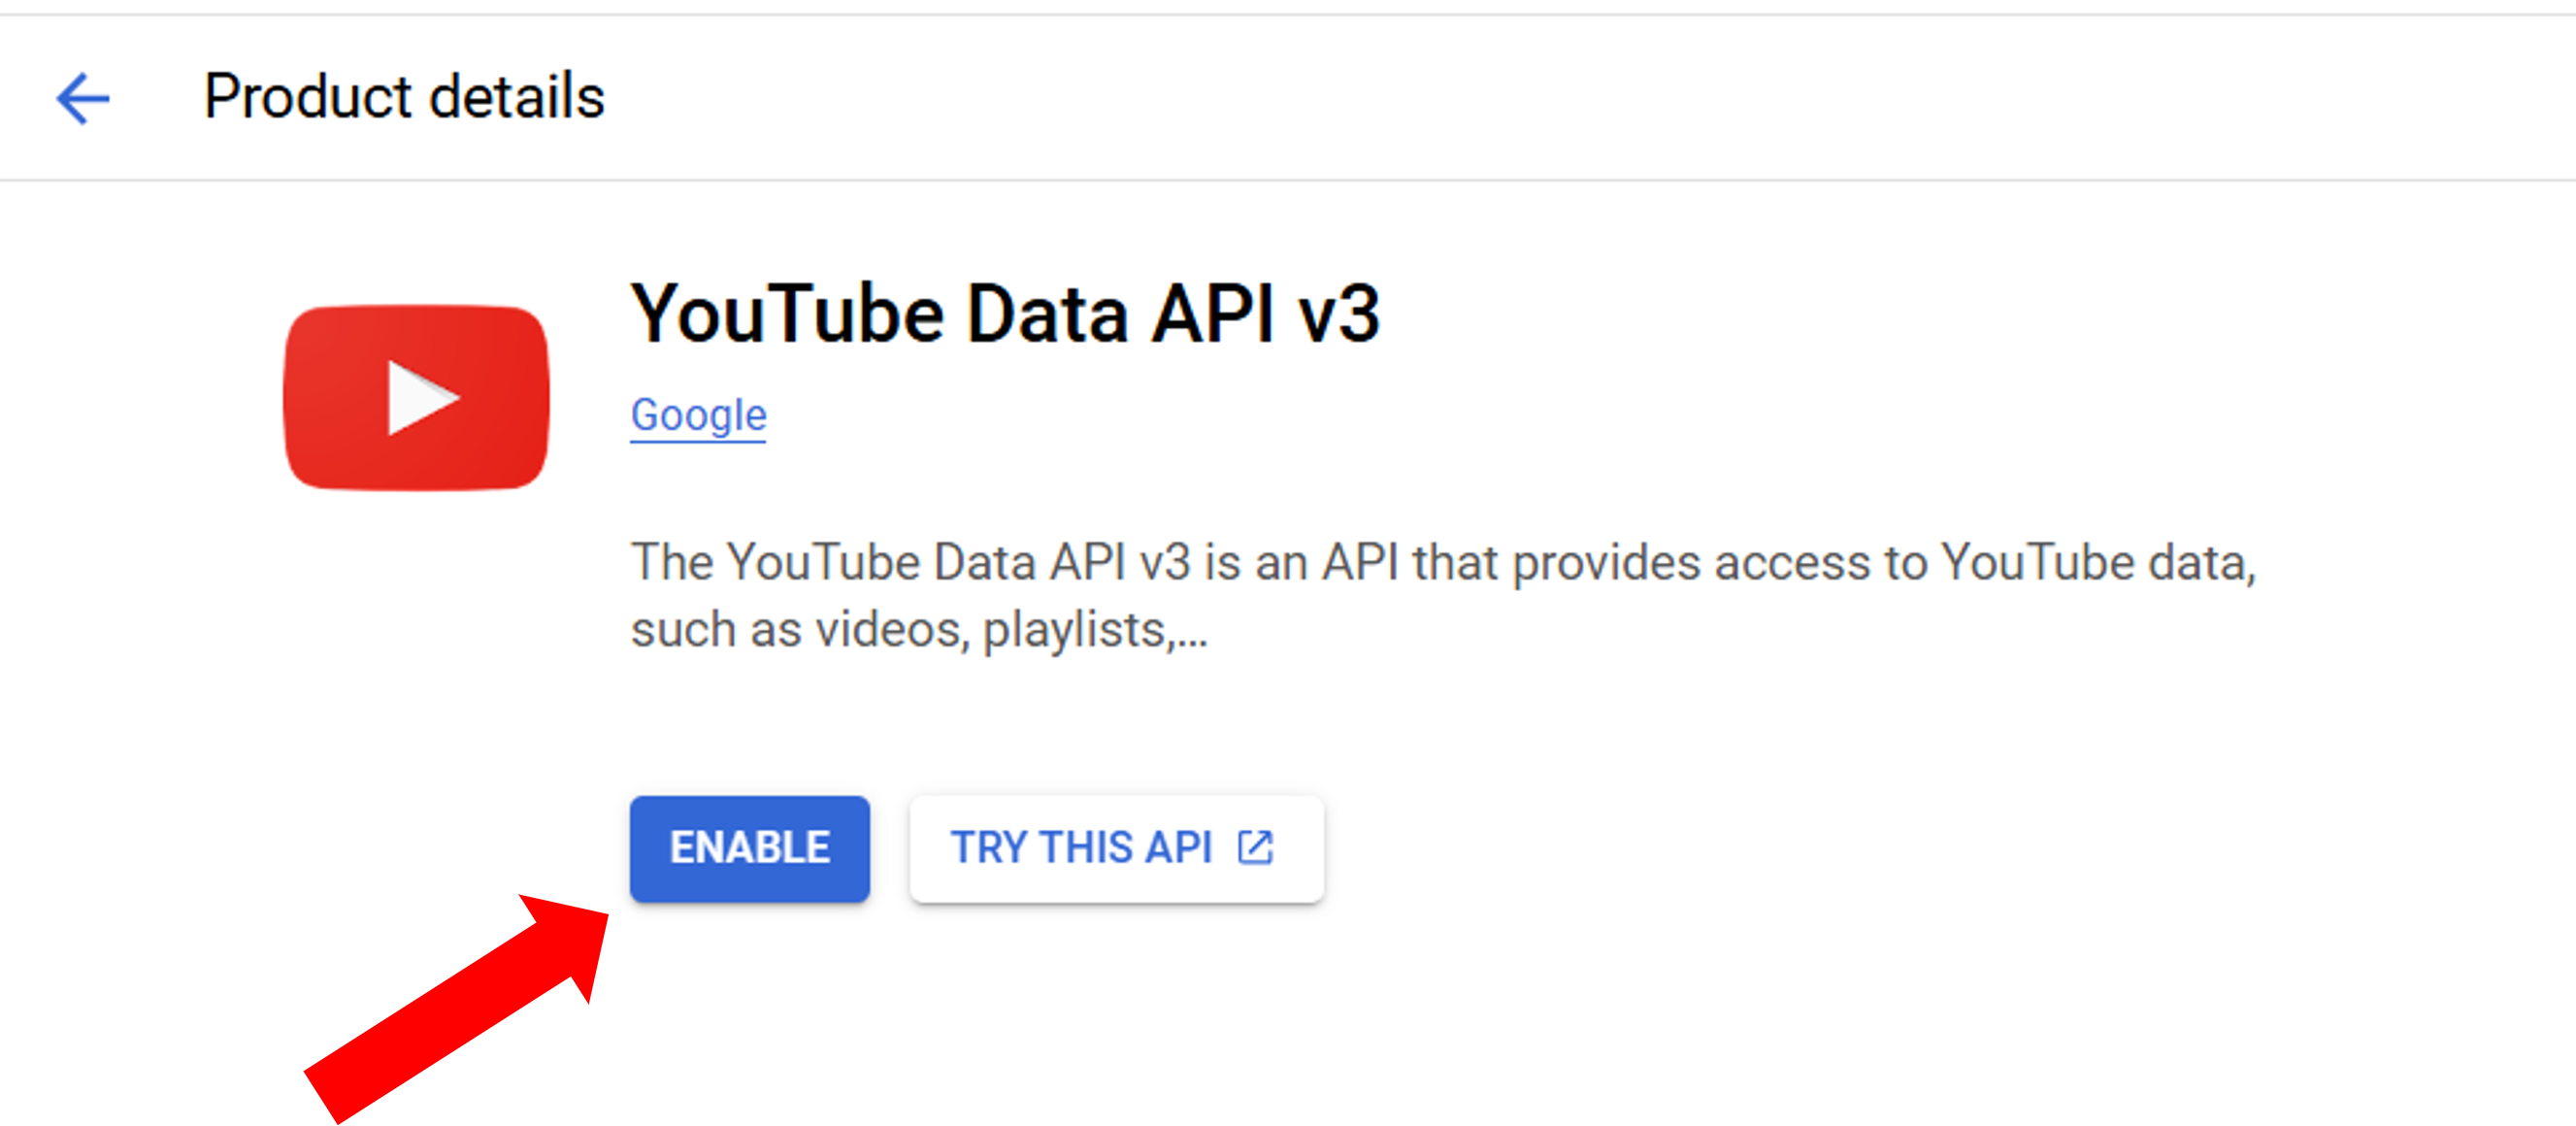 Product details
YouTube Data API v3
Google
The YouTube Data API v3 is an API that provides access to YouTube data,
such as videos, playlists,...
ENABLE
TRY THIS API